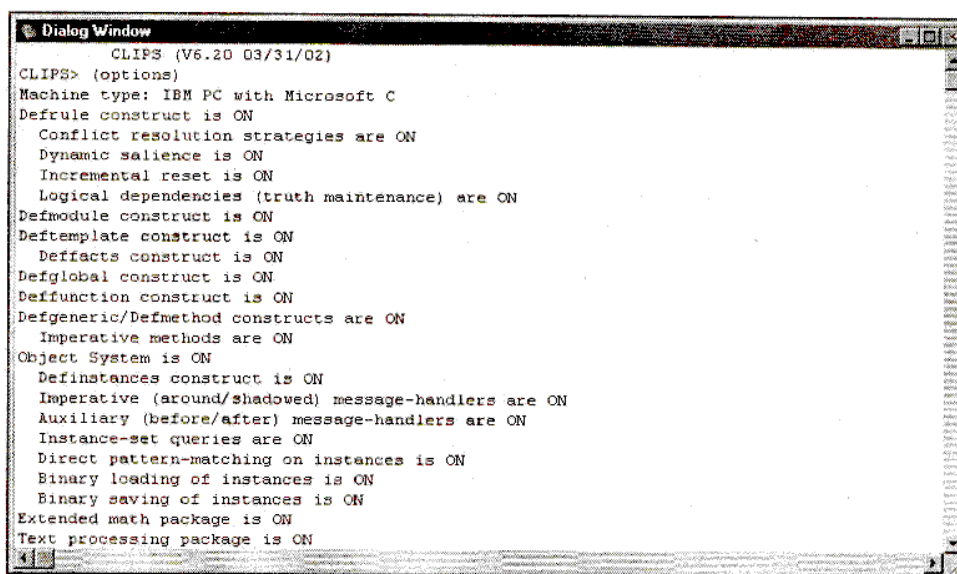 Dialog Window
CLIPS (V6.20 03/31/02)
CLIPS> (options)
Machine type: IBM PC with Microsoft C
Defrule construct is ON
Conflict resolution strategies are ON
Dynamic salience is ON
Incremental reset is ON
Logical dependencies (truth maintenance) are ON
Defmodule construct is ON
Deftemplate construct is ON
Deffacts construct is ON
Defglobal construct is ON
Deffunction construct is ON
Defgeneric/Defmethod constructs are ON
Imperative methods are ON
Object System is ON
Definstances construct is ON
Imperative (around/shadowed) message-handlers are ON
Auxiliary (before/after) message-handlers are ON
Instance-set queries are ON
Direct pattern-matching on instances is ON
Binary loading of instances is ON
Binary saving of instances is ON
Extended math package is ON
Text processing package is ON